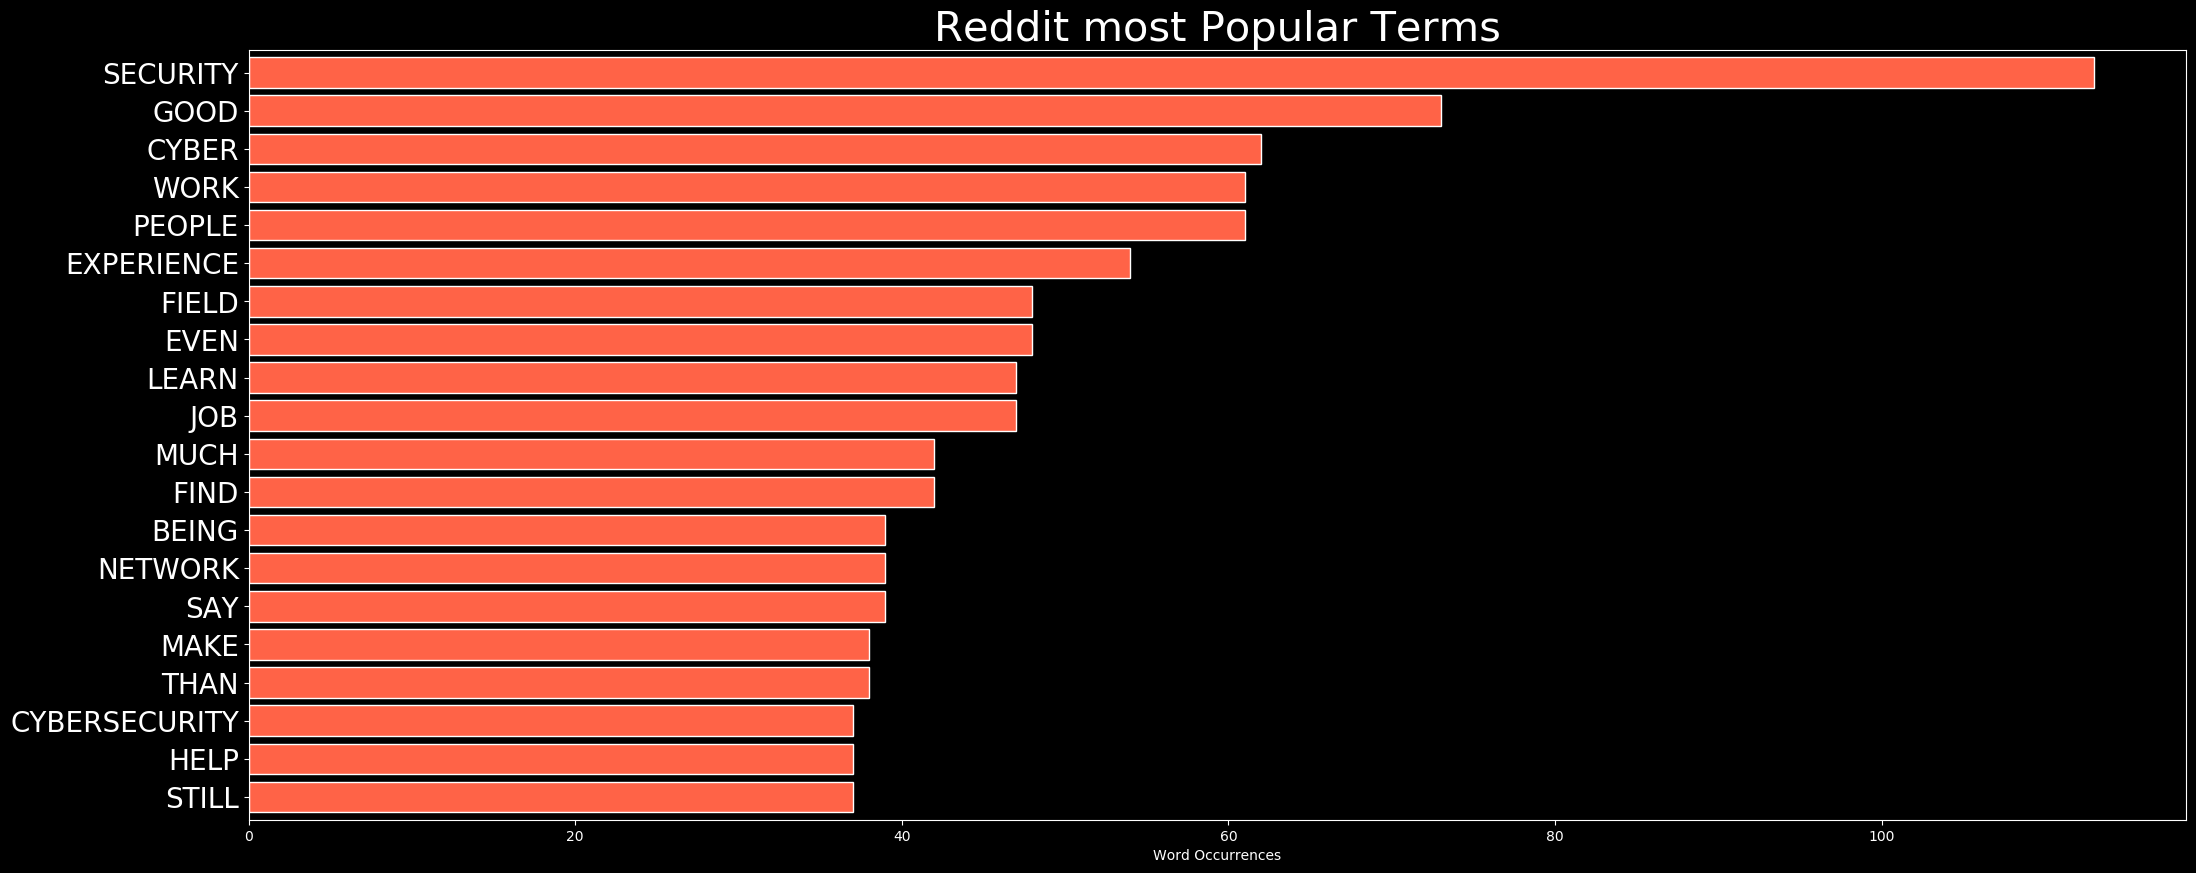 Reddit most Popular Terms
SECURITY
GOOD
CYBER
WORK
PEOPLE
EXPERIENCE
FIELD
EVEN
LEARN
JOB
MUCH
FIND
BEING
NETWORK
SAY
MAKE
THAN
CYBERSECURITY
HELP
STILL
0 20 40 60 80 100
Word Occurrences